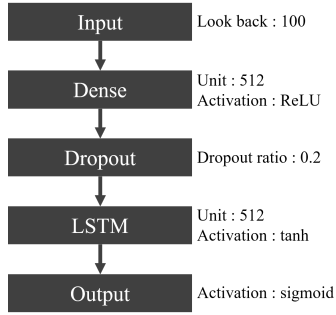 Input
Look back : 100
Dense
Unit : 512
Activation : ReLU
Dropout
Dropout ratio : 0.2
LSTM
Unit : 512
Activation : tanh
Output
Activation : sigmoid